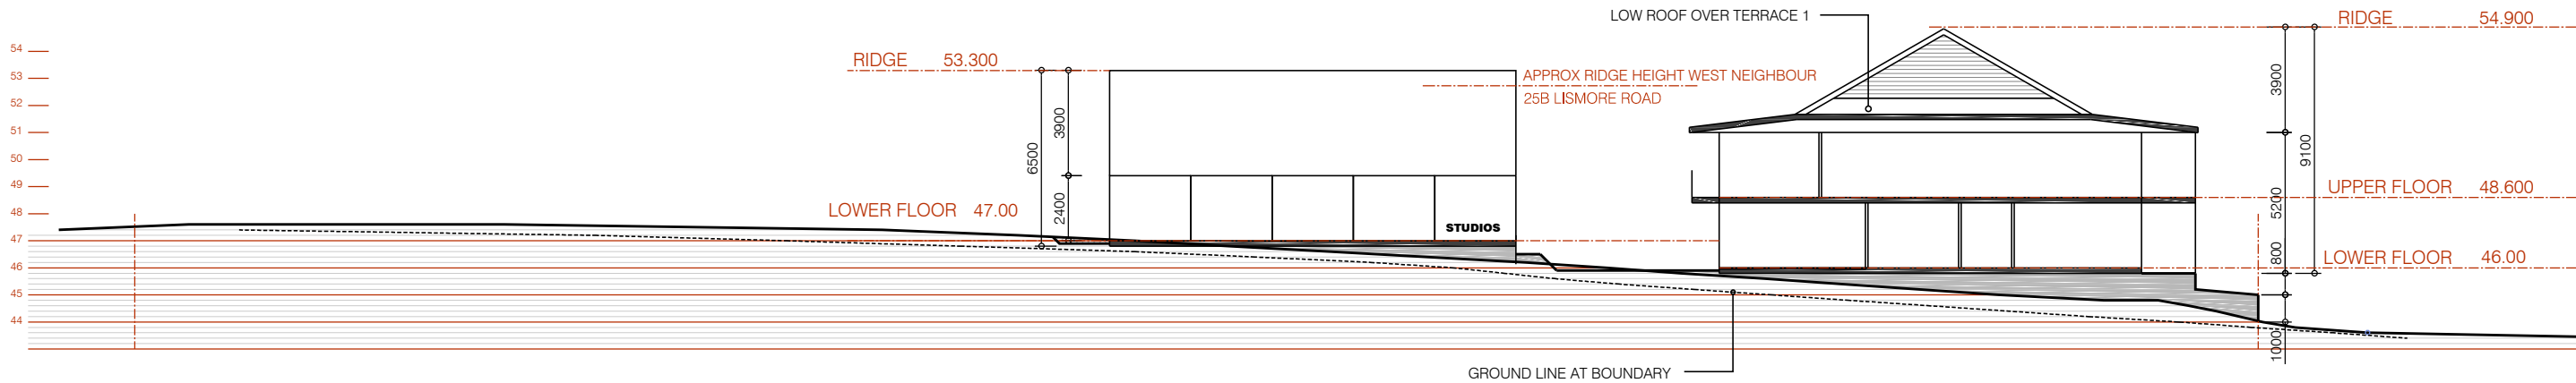 LOW ROOF OVER TERRACE 1
RIDGE 54.900
54
53
52
51
50
49
48
47
46
45
44
RIDGE 53.300
APPROX RIDGE HEIGHT WEST NEIGHBOUR
25B LISMORE ROAD
3900
6500
2400
LOWER FLOOR 47.00
STUDIOS
3900
9100
UPPER FLOOR 48.600
5200
LOWER FLOOR 46.00
800
1000
GROUND LINE AT BOUNDARY